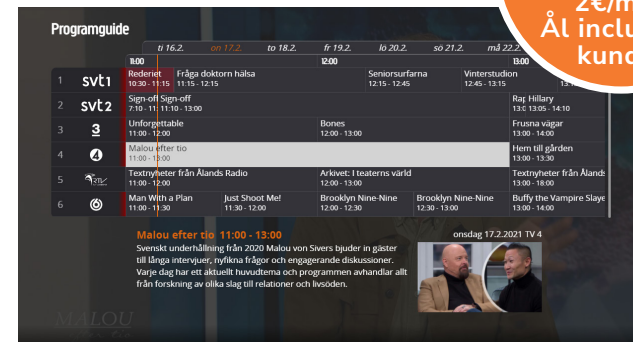 Programguide
2€/m
Ål inclu
kund
ti 16.2. on 17.2. to 18.2. fr 19.2. lö 20.2. sö 21.2. må 22.2.
11:00 12:00 13:00
1 svt1 Rederiet Fråga doktorn hälsa Seniorsurfarna Vinterstudion
10:30 - 11:15 11:15 - 12:15 12:15 - 12:45 12:45 - 13:15
2 svt2 Sign-off Sign-off Rap Hillary
7:10 - 11: 11:10 - 13:00 13:0 13:05 - 14:10
3 3 Unforgettable Bones Frusna vägar
11:00 - 12:00 12:00 - 13:00 13:00 - 14:00
4 4 Malou efter tio Hem till gården
11:00 - 13:00 13:00 - 13:30
5 RTV Textnyheter från Ålands Radio Arkivet: I teaterns värld Textnyheter från Ålands
11:00 - 12:00 12:00 - 13:00 13:00 - 18:00
6 6 Man With a Plan Just Shoot Me! Brooklyn Nine-Nine Brooklyn Nine-Nine Buffy the Vampire Slaye
11:00 - 11:30 11:30 - 12:00 12:00 - 12:30 12:30 - 13:00 13:00 - 14:00
Malou efter tio 11:00 - 13:00
onsdag 17.2.2021 TV 4
Svenskt underhållning från 2020 Malou von Sivers bjuder in gäster
till långa intervjuer, nyfikna frågor och engagerande diskussioner.
Varje dag har ett aktuellt huvudtema och programmen avhandlar allt
från forskning av olika slag till relationer och livsöden.
MALOU